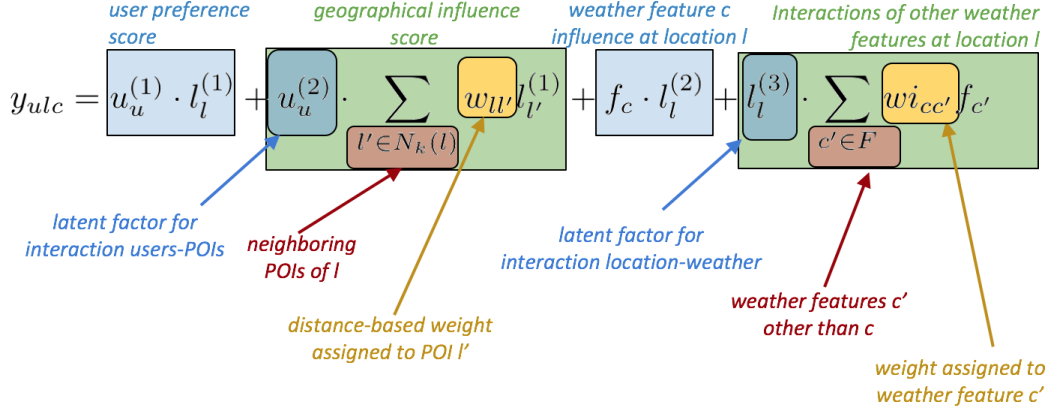 user preference score
geographical influence score
weather feature c influence at location l
Interactions of other weather features at location l
y_{ulc} = u_u^{(1)} · l_l^{(1)} + u_u^{(2)} · ∑_{l'∈N_k(l)} w_{ll'} l_{l'}^{(1)} + f_c · l_l^{(2)} + l_l^{(3)} · ∑_{c'∈F} wi_{cc'} f_{c'}
latent factor for
interaction users-POIs
neighboring
POIs of l
distance-based weight
assigned to POI l’
latent factor for
interaction location-weather
weather features c’
other than c
weight assigned to
weather feature c’